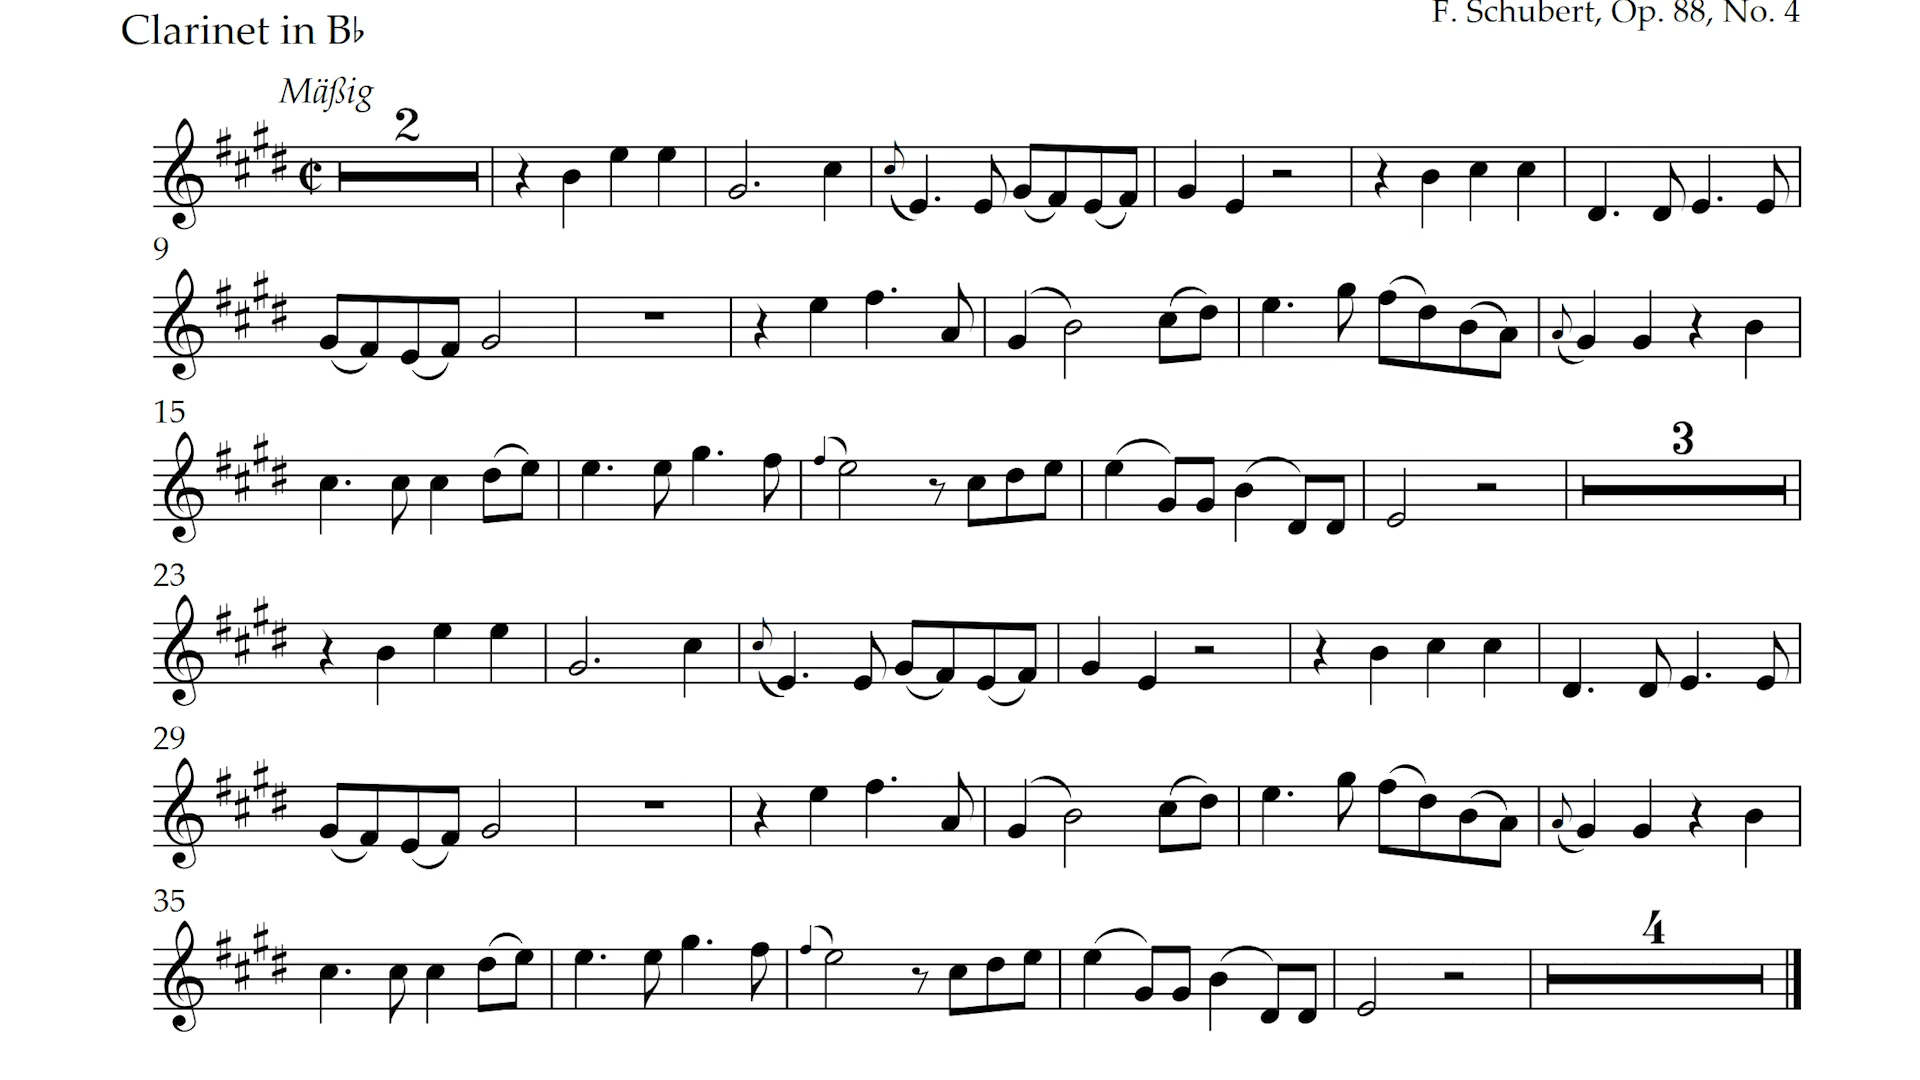 F. Schubert, Op. 88, No. 4
Clarinet in B♭
Mäßig
2
9
15
3
23
29
35
4